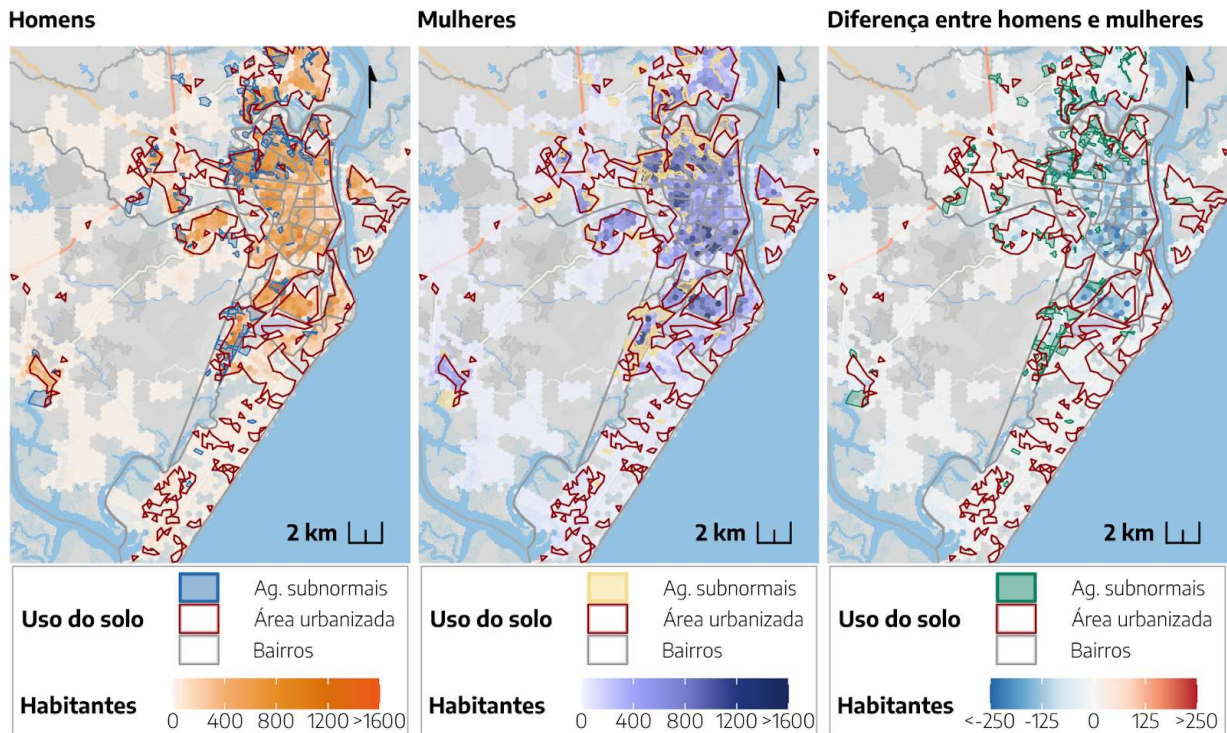 Homens
Mulheres
Diferença entre homens e mulheres
2 km
2 km
2 km
Uso do solo
Ag. subnormais
Área urbanizada
Bairros
Habitantes
0 400 800 1200 >1600
Uso do solo
Ag. subnormais
Área urbanizada
Bairros
Habitantes
0 400 800 1200 >1600
Uso do solo
Ag. subnormais
Área urbanizada
Bairros
Habitantes
<-250 -125 0 125 >250